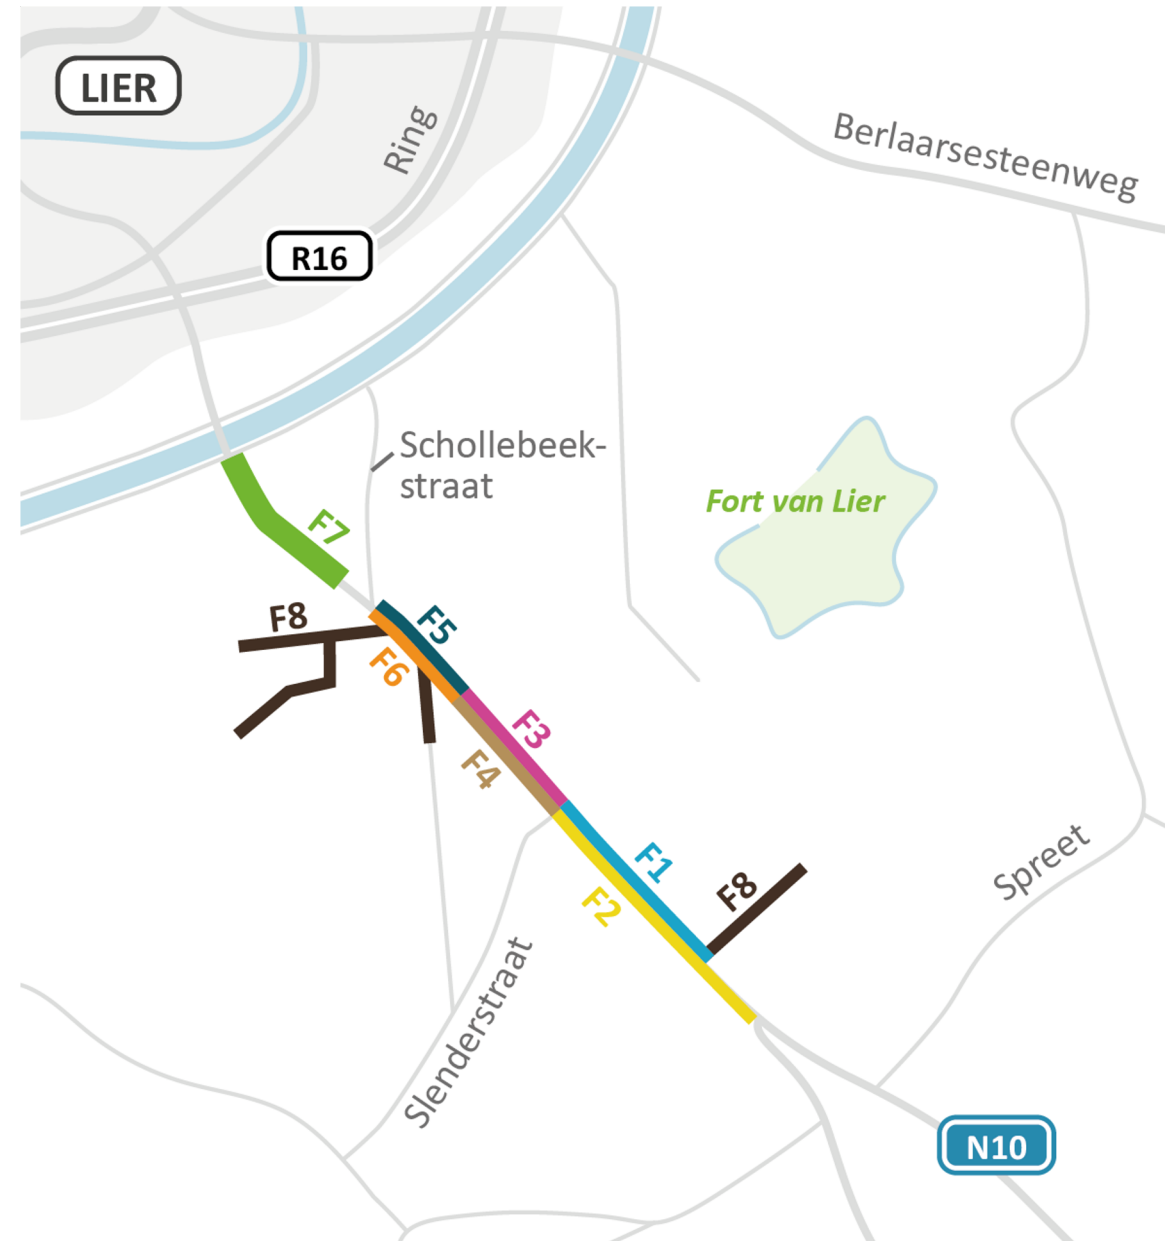 LIER
Ring
Berlaarsesteenweg
R16
Schollebeek-
straat
Fort van Lier
F7
F8
F5
F6
F3
F4
F1
F8
F2
Spreet
Slenderstraat
N10